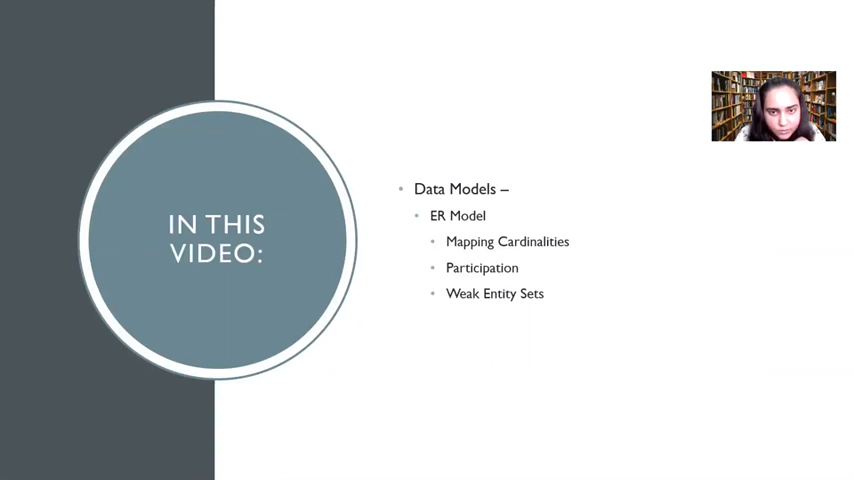 IN THIS
VIDEO:
Data Models –
ER Model
Mapping Cardinalities
Participation
Weak Entity Sets